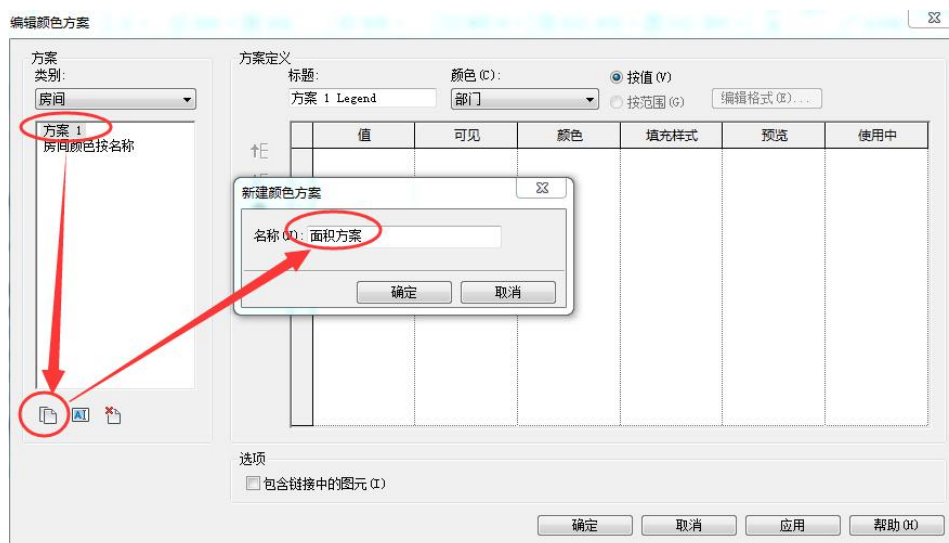 编辑颜色方案
方案
类别:
房间
方案 1
房间颜色按名称
方案定义
标题:
方案 1 Legend
颜色(C):
部门
按值(V)
按范围(G)
编辑格式(E)...
值
可见
颜色
填充样式
预览
使用中
新建颜色方案
名称(N):
面积方案
确定
取消
选项
包含链接中的图元(I)
确定
取消
应用
帮助(H)